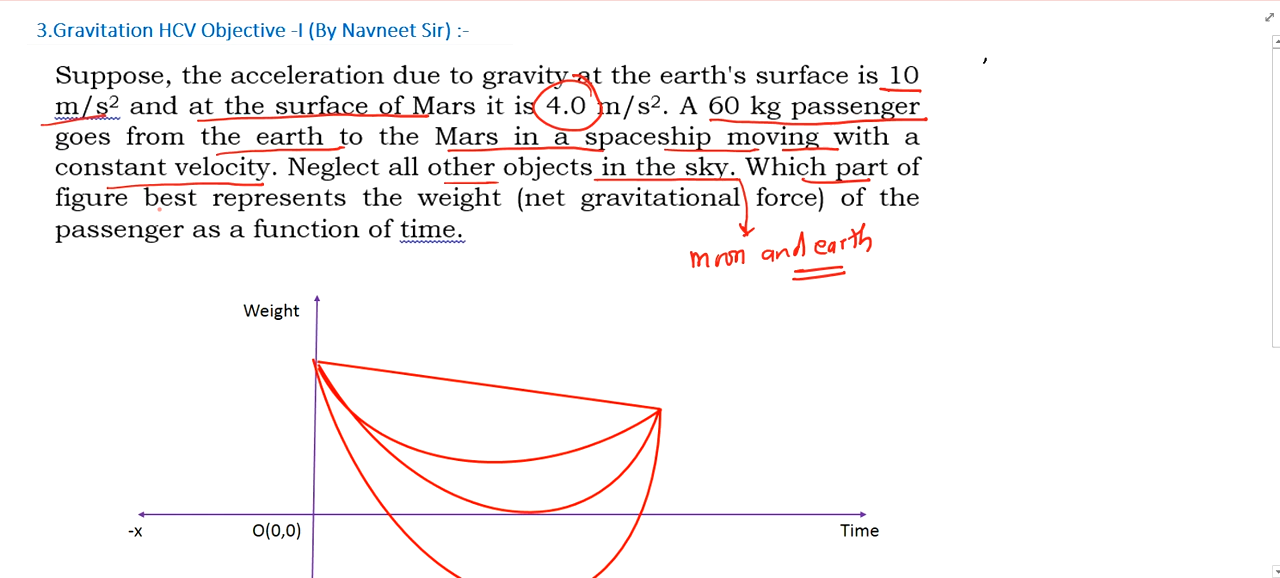 3.Gravitation HCV Objective -I (By Navneet Sir) :-
Suppose, the acceleration due to gravity at the earth's surface is 10
m/s² and at the surface of Mars it is 4.0 m/s². A 60 kg passenger
goes from the earth to the Mars in a spaceship moving with a
constant velocity. Neglect all other objects in the sky. Which part of
figure best represents the weight (net gravitational force) of the
passenger as a function of time.
moon and earth
Weight
-x O(0,0) Time